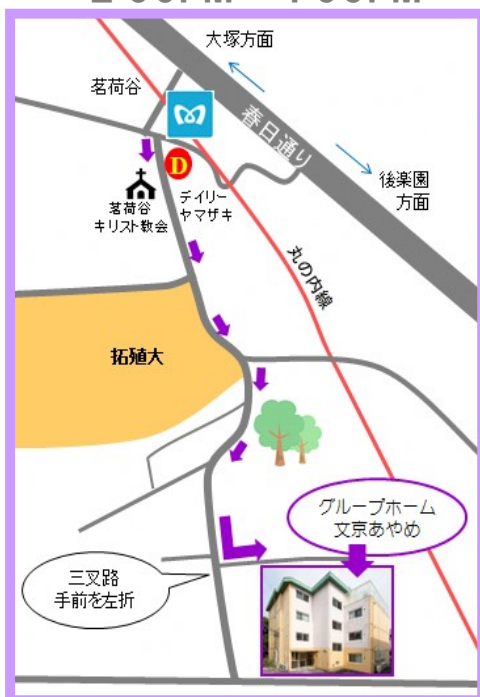 大塚方面
茗荷谷
春日通り
D
茗荷谷
キリスト教会
デイリー
ヤマザキ
後楽園
方面
丸の内線
拓殖大
グループホーム
文京あやめ
三叉路
手前を左折